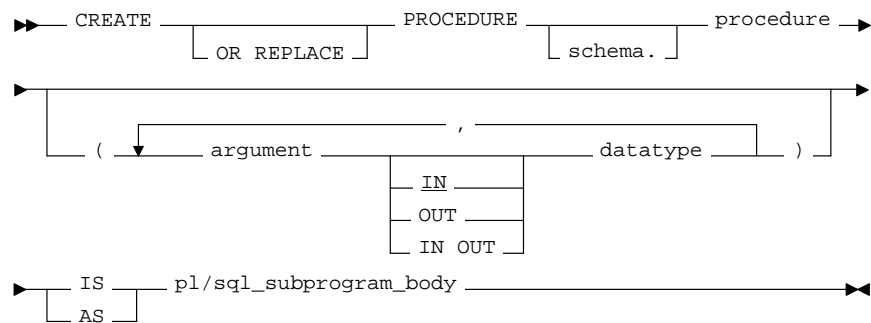 CREATE PROCEDURE procedure
OR REPLACE schema.
,
( argument datatype )
IN
OUT
IN OUT
IS pl/sql_subprogram_body
AS